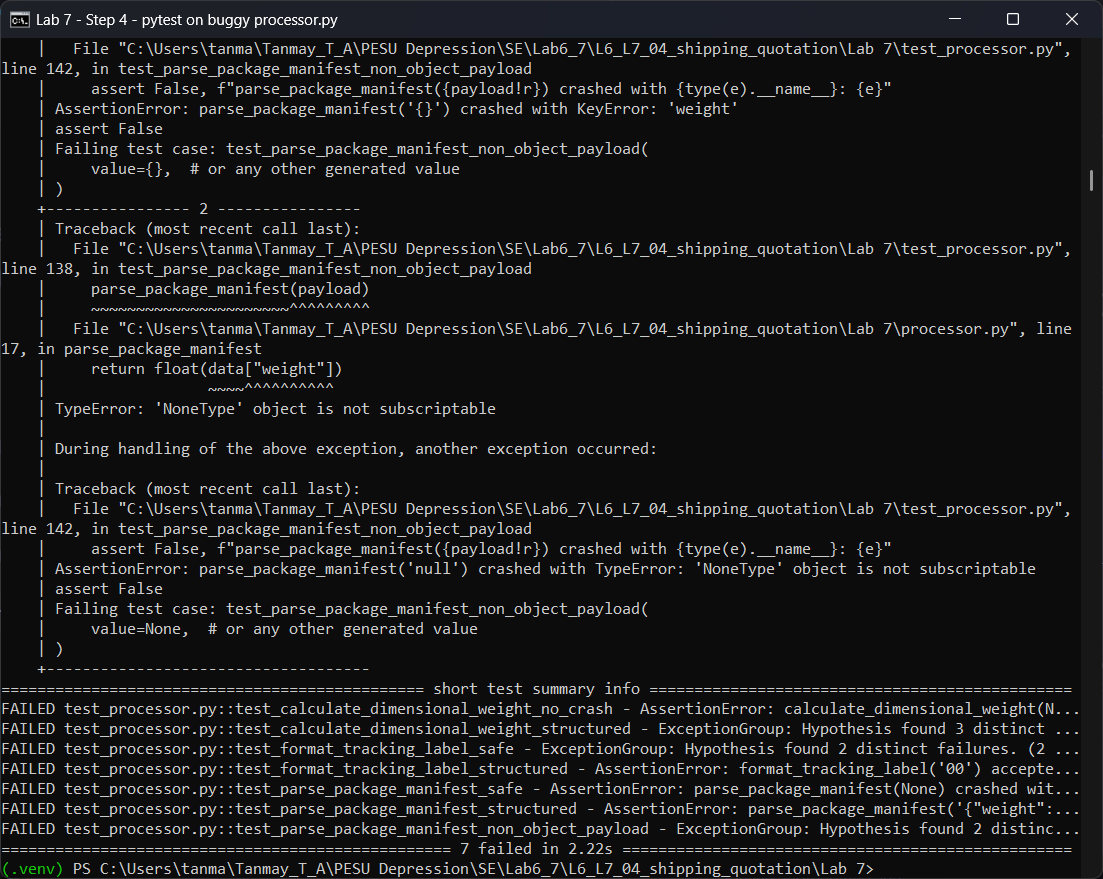 Lab 7 - Step 4 - pytest on buggy processor.py
|   File "C:\Users\tanma\Tanmay_T_A\PESU Depression\SE\Lab6_7\L6_L7_04_shipping_quotation\Lab 7\test_processor.py",
line 142, in test_parse_package_manifest_non_object_payload
|     assert False, f"parse_package_manifest({payload!r}) crashed with {type(e).__name__}: {e}"
| AssertionError: parse_package_manifest('{}') crashed with KeyError: 'weight'
| assert False
| Failing test case: test_parse_package_manifest_non_object_payload(
|     value={},  # or any other generated value
| )
+---------------- 2 ----------------
| Traceback (most recent call last):
|   File "C:\Users\tanma\Tanmay_T_A\PESU Depression\SE\Lab6_7\L6_L7_04_shipping_quotation\Lab 7\test_processor.py",
line 138, in test_parse_package_manifest_non_object_payload
|     parse_package_manifest(payload)
|     ~~~~~~~~~~~~~~~~~~~~~~^^^^^^^^^
|   File "C:\Users\tanma\Tanmay_T_A\PESU Depression\SE\Lab6_7\L6_L7_04_shipping_quotation\Lab 7\processor.py", line
17, in parse_package_manifest
|     return float(data["weight"])
|                  ~~~~^^^^^^^^^^
| TypeError: 'NoneType' object is not subscriptable
|
| During handling of the above exception, another exception occurred:
|
| Traceback (most recent call last):
|   File "C:\Users\tanma\Tanmay_T_A\PESU Depression\SE\Lab6_7\L6_L7_04_shipping_quotation\Lab 7\test_processor.py",
line 142, in test_parse_package_manifest_non_object_payload
|     assert False, f"parse_package_manifest({payload!r}) crashed with {type(e).__name__}: {e}"
| AssertionError: parse_package_manifest('null') crashed with TypeError: 'NoneType' object is not subscriptable
| assert False
| Failing test case: test_parse_package_manifest_non_object_payload(
|     value=None,  # or any other generated value
| )
+------------------------------------
=============================================== short test summary info ===============================================
FAILED test_processor.py::test_calculate_dimensional_weight_no_crash - AssertionError: calculate_dimensional_weight(N...
FAILED test_processor.py::test_calculate_dimensional_weight_structured - ExceptionGroup: Hypothesis found 3 distinct ...
FAILED test_processor.py::test_format_tracking_label_safe - ExceptionGroup: Hypothesis found 2 distinct failures. (2 ...
FAILED test_processor.py::test_format_tracking_label_structured - AssertionError: format_tracking_label('00') accepte...
FAILED test_processor.py::test_parse_package_manifest_safe - AssertionError: parse_package_manifest(None) crashed wit...
FAILED test_processor.py::test_parse_package_manifest_structured - AssertionError: parse_package_manifest('{"weight":...
FAILED test_processor.py::test_parse_package_manifest_non_object_payload - ExceptionGroup: Hypothesis found 2 distinc...
================================================== 7 failed in 2.22s ==================================================
(.venv) PS C:\Users\tanma\Tanmay_T_A\PESU Depression\SE\Lab6_7\L6_L7_04_shipping_quotation\Lab 7>